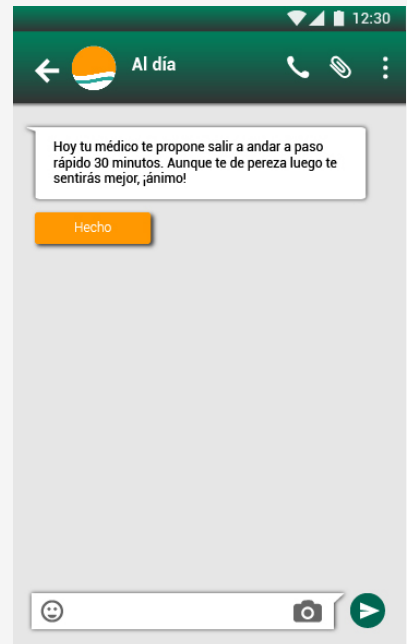 12:30
Al día
Hoy tu médico te propone salir a andar a paso
rápido 30 minutos. Aunque te de pereza luego te
sentirás mejor, ¡ánimo!
Hecho